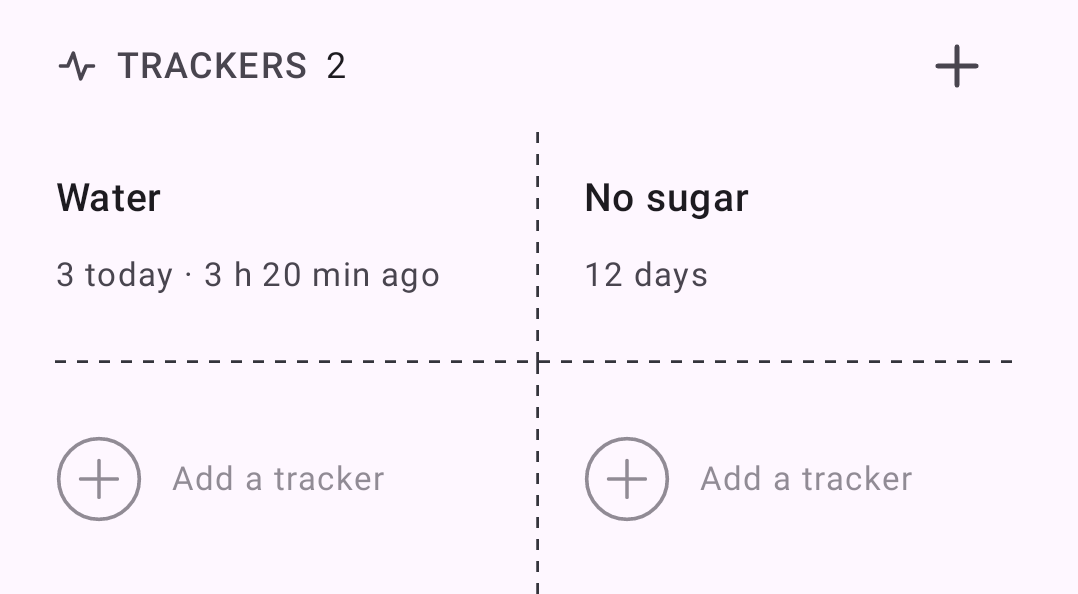 TRACKERS 2
Water
3 today · 3 h 20 min ago
No sugar
12 days
Add a tracker
Add a tracker